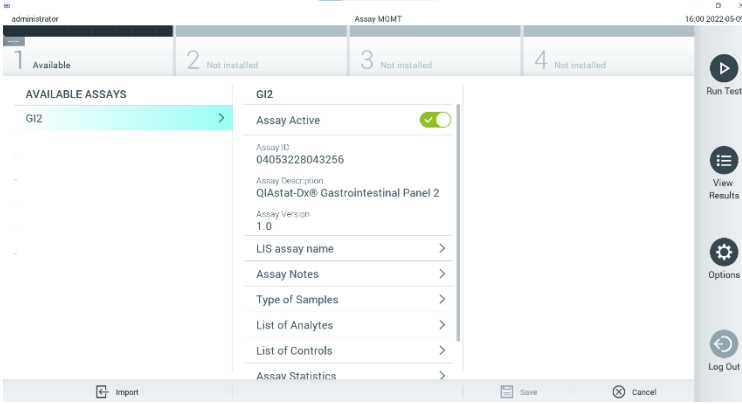 administrator Assay MGMT 16:00 2022-05-09
1 Available 2 Not installed 3 Not installed 4 Not installed
AVAILABLE ASSAYS
GI2
GI2
Assay Active
Assay ID
04053228043256
Assay Description
QIAstat-Dx® Gastrointestinal Panel 2
Assay Version
1.0
LIS assay name
Assay Notes
Type of Samples
List of Analytes
List of Controls
Assay Statistics
Run Test
View
Results
Options
Log Out
Import
Save
Cancel